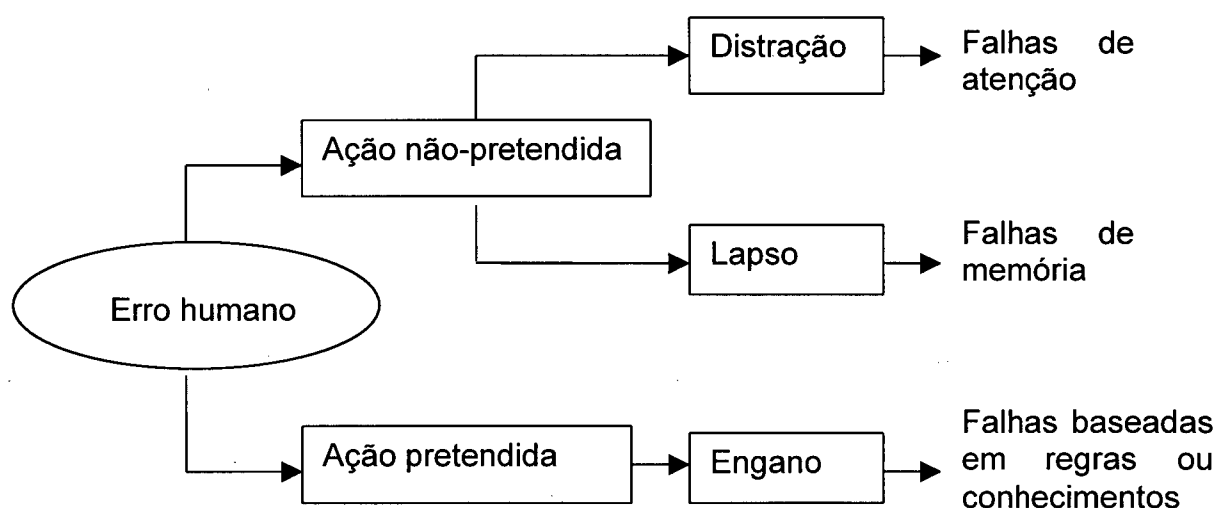 Distração
Falhas de
atenção
Ação não-pretendida
Lapso
Falhas de
memória
Erro humano
Ação pretendida
Engano
Falhas baseadas
em regras ou
conhecimentos